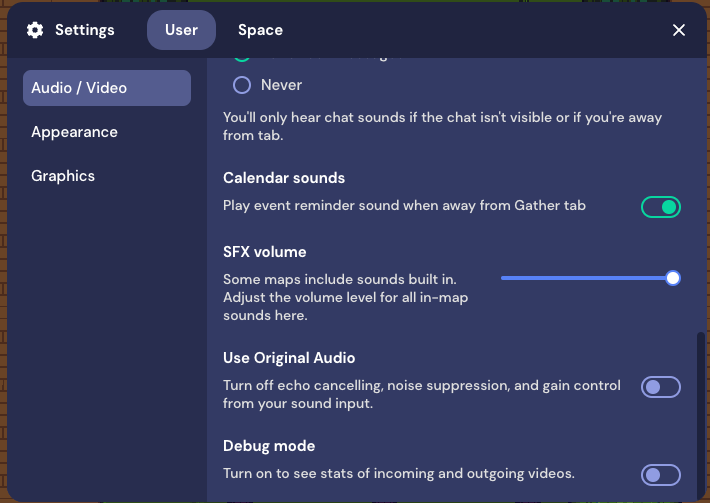 Settings
User
Space
Audio / Video
Appearance
Graphics
Never
You'll only hear chat sounds if the chat isn't visible or if you're away
from tab.
Calendar sounds
Play event reminder sound when away from Gather tab
SFX volume
Some maps include sounds built in.
Adjust the volume level for all in-map
sounds here.
Use Original Audio
Turn off echo cancelling, noise suppression, and gain control
from your sound input.
Debug mode
Turn on to see stats of incoming and outgoing videos.